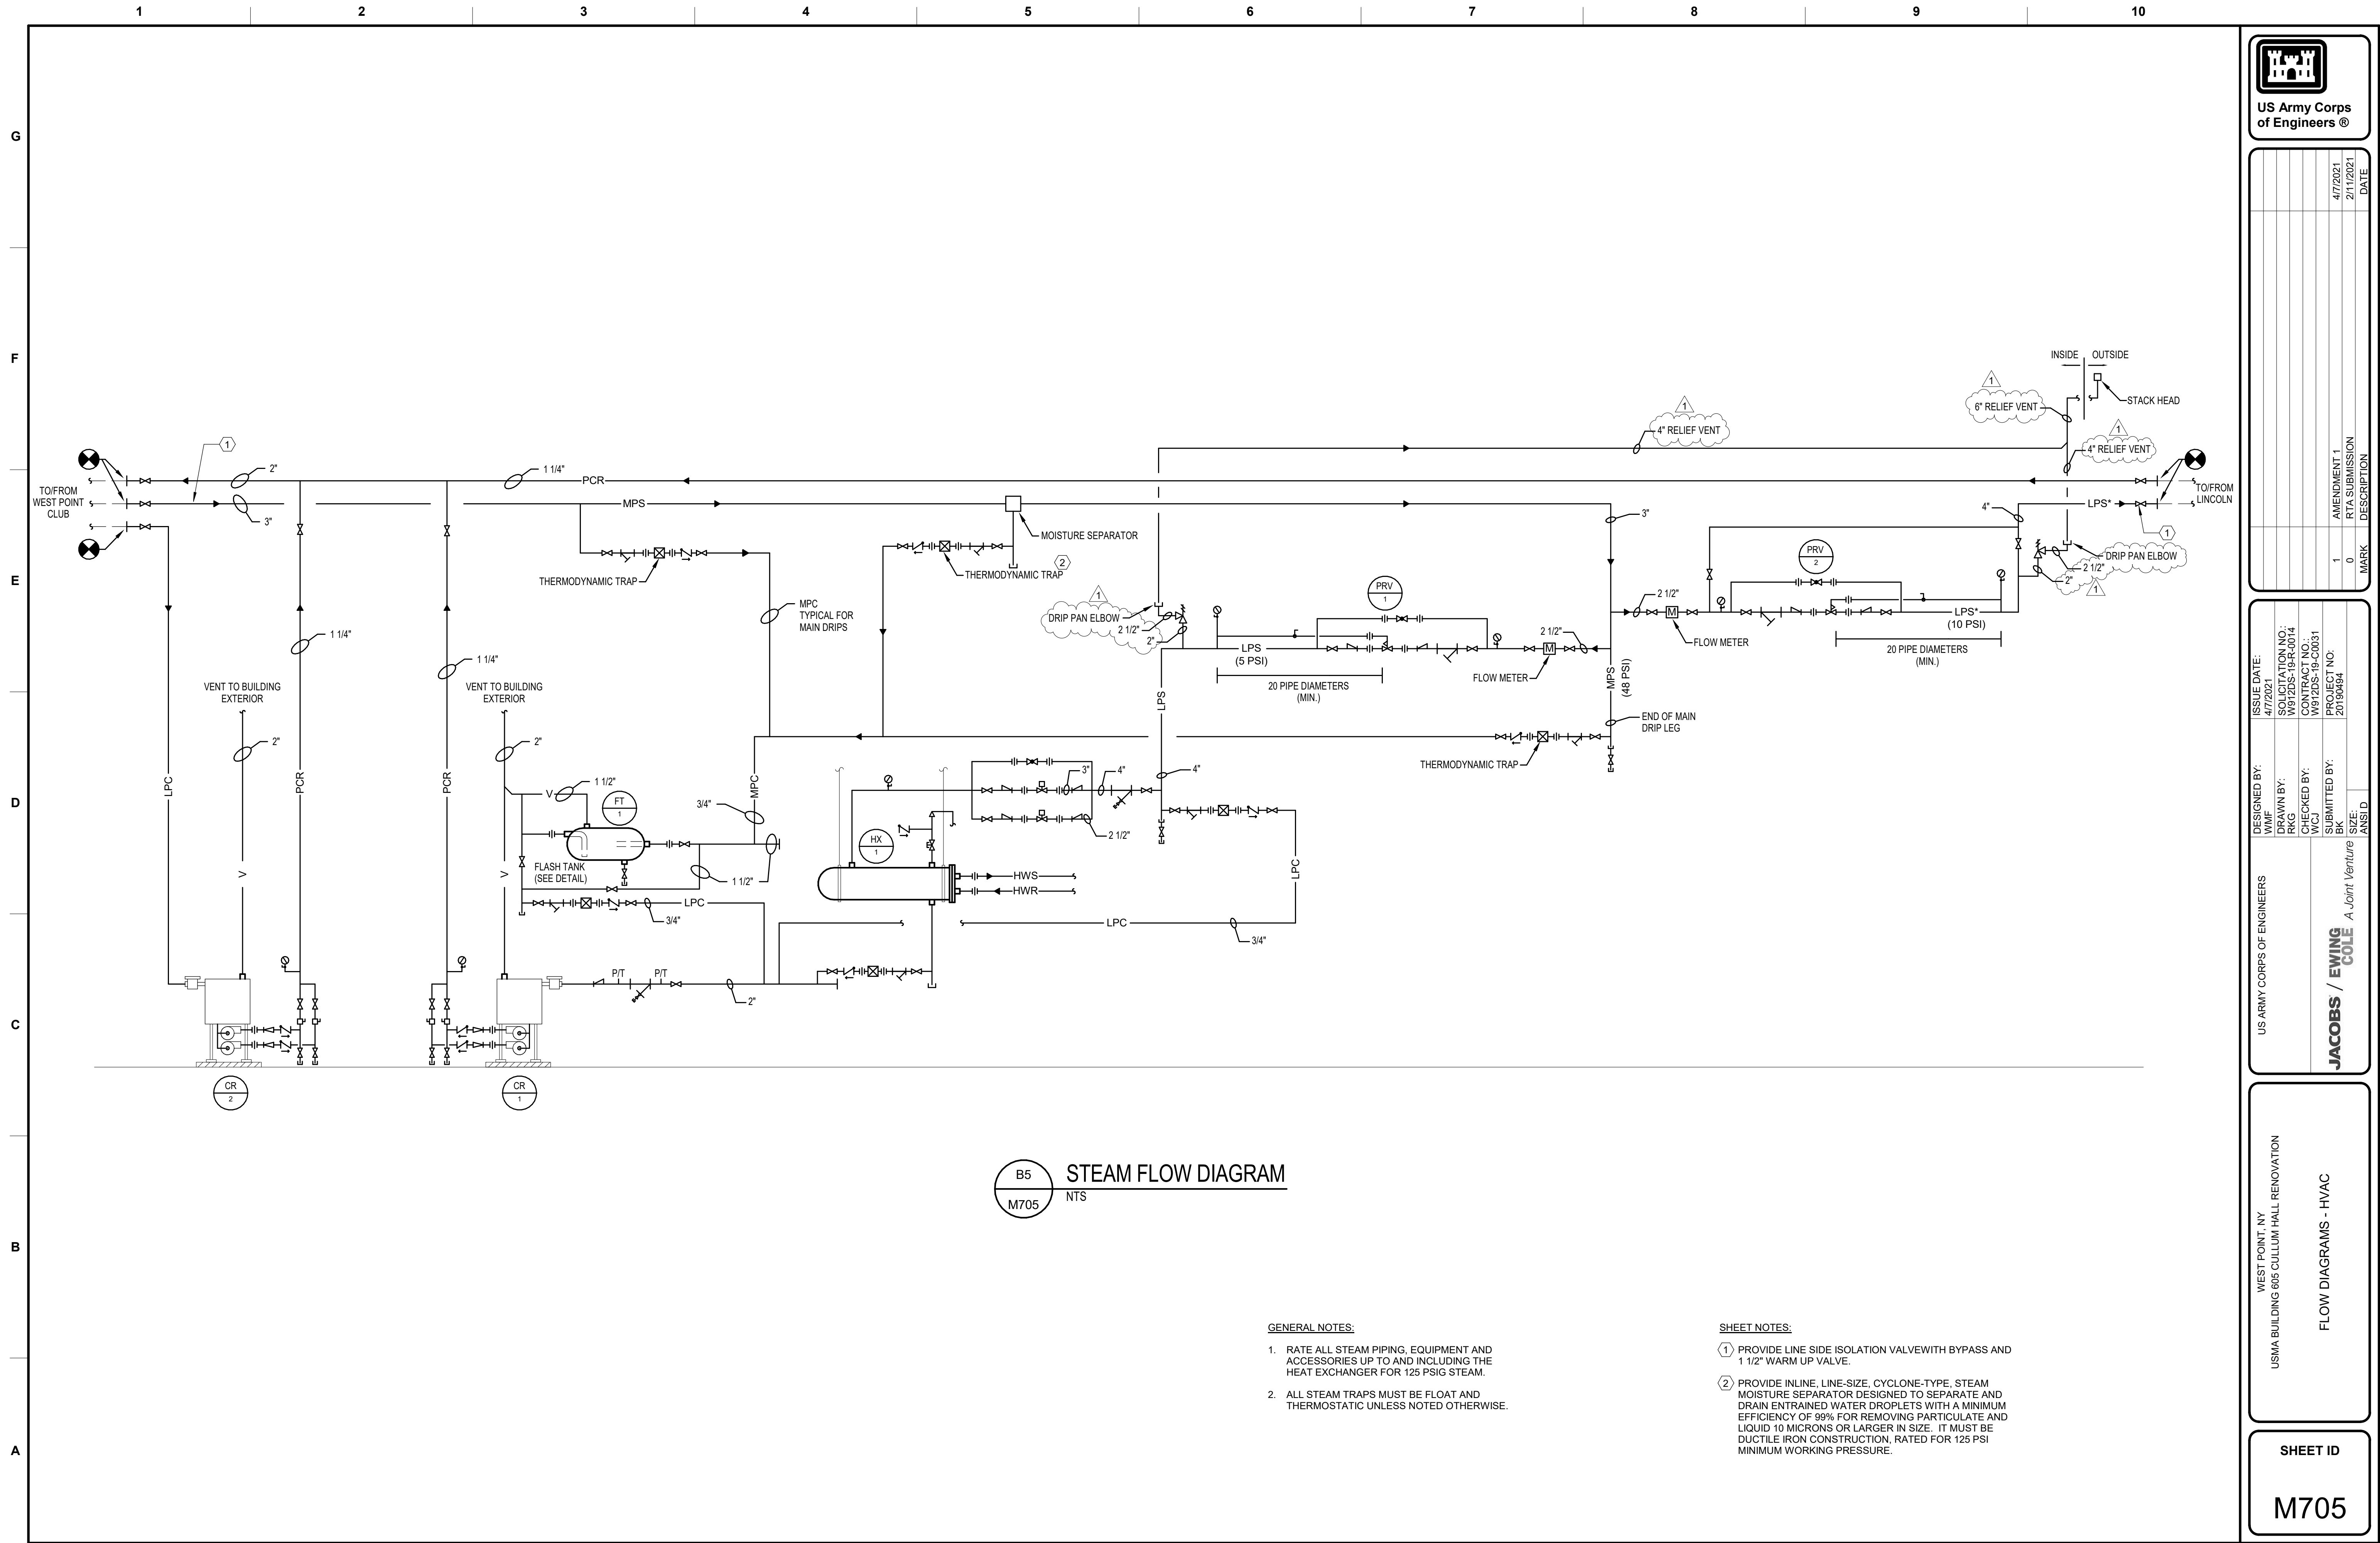 1 2 3 4 5 6 7 8 9 10
G
F
E
D
C
B
A
INSIDE OUTSIDE
STACK HEAD
1
6" RELIEF VENT
1
4" RELIEF VENT
1
4" RELIEF VENT
1
2"
1 1/4"
PCR
TO/FROM
WEST POINT
CLUB
3"
MPS
MOISTURE SEPARATOR
3"
4"
LPS*
TO/FROM
LINCOLN
1
THERMODYNAMIC TRAP
THERMODYNAMIC TRAP
2
PRV
2
DRIP PAN ELBOW
2 1/2"
2"
1
MPC
TYPICAL FOR
MAIN DRIPS
1
DRIP PAN ELBOW
2 1/2"
2"
PRV
1
2 1/2"
FLOW METER
LPS*
(10 PSI)
20 PIPE DIAMETERS
(MIN.)
2 1/2"
LPS
(5 PSI)
20 PIPE DIAMETERS
(MIN.)
FLOW METER
MPS
(48 PSI)
1 1/4"
1 1/4"
VENT TO BUILDING
EXTERIOR
VENT TO BUILDING
EXTERIOR
LPS
END OF MAIN
DRIP LEG
2"
2"
THERMODYNAMIC TRAP
LPC
PCR
PCR
V
1 1/2"
FT
1
MPC
3/4"
3"
4"
4"
2 1/2"
HX
1
FLASH TANK
(SEE DETAIL)
1 1/2"
V
V
HWS
HWR
LPC
LPC
3/4"
LPC
3/4"
P/T
P/T
2"
CR
2
CR
1
B5
M705
STEAM FLOW DIAGRAM
NTS
GENERAL NOTES:
1. RATE ALL STEAM PIPING, EQUIPMENT AND
ACCESSORIES UP TO AND INCLUDING THE
HEAT EXCHANGER FOR 125 PSIG STEAM.
2. ALL STEAM TRAPS MUST BE FLOAT AND
THERMOSTATIC UNLESS NOTED OTHERWISE.
SHEET NOTES:
1 PROVIDE LINE SIDE ISOLATION VALVEWITH BYPASS AND
1 1/2" WARM UP VALVE.
2 PROVIDE INLINE, LINE-SIZE, CYCLONE-TYPE, STEAM
MOISTURE SEPARATOR DESIGNED TO SEPARATE AND
DRAIN ENTRAINED WATER DROPLETS WITH A MINIMUM
EFFICIENCY OF 99% FOR REMOVING PARTICULATE AND
LIQUID 10 MICRONS OR LARGER IN SIZE. IT MUST BE
DUCTILE IRON CONSTRUCTION, RATED FOR 125 PSI
MINIMUM WORKING PRESSURE.
US Army Corps
of Engineers ®
1 AMENDMENT 1 4/7/2021
0 RTA SUBMISSION 2/11/2021
MARK DESCRIPTION DATE
DESIGNED BY:
WMF
DRAWN BY:
RKG
CHECKED BY:
WCJ
SUBMITTED BY:
BK
SIZE:
ANSI D
ISSUE DATE:
4/7/2021
SOLICITATION NO.:
W912DS-19-R-0014
CONTRACT NO.:
W912DS-19-C0031
PROJECT NO:
20190494
US ARMY CORPS OF ENGINEERS
JACOBS / EWING
COLE A Joint Venture
WEST POINT, NY
USMA BUILDING 605 CULLUM HALL RENOVATION
FLOW DIAGRAMS - HVAC
SHEET ID
M705
M
M